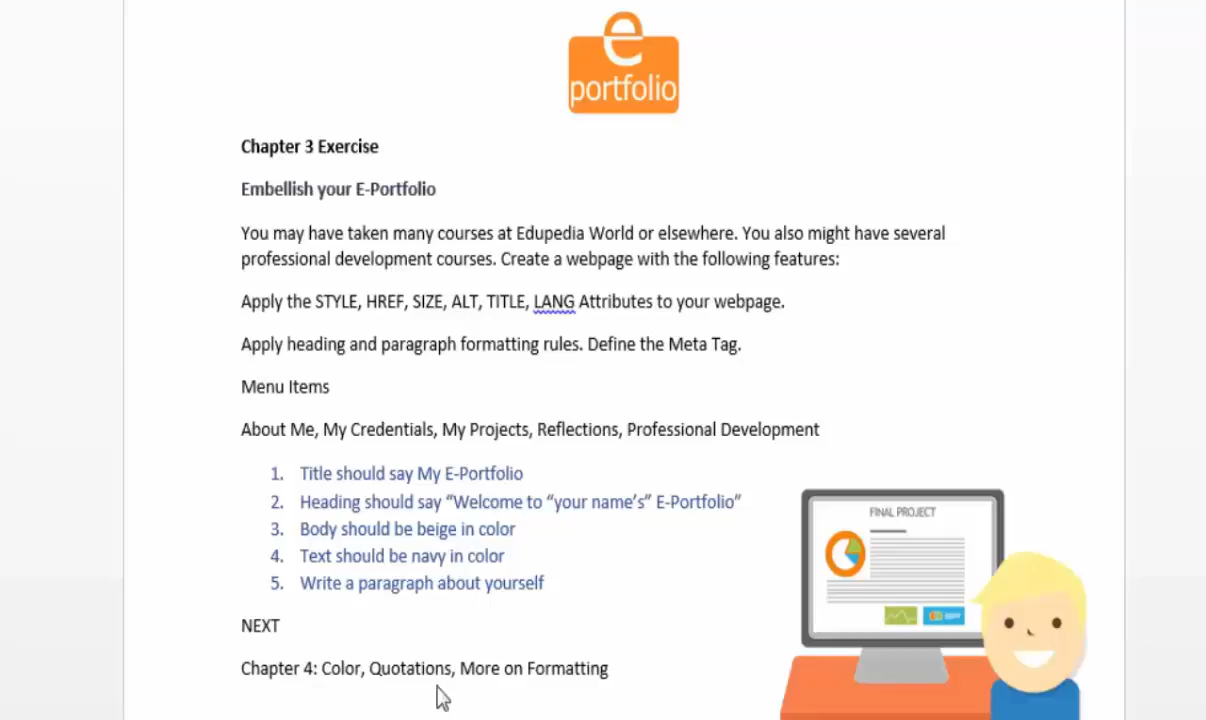 e
portfolio
Chapter 3 Exercise
Embellish your E-Portfolio
You may have taken many courses at Edupedia World or elsewhere. You also might have several
professional development courses. Create a webpage with the following features:
Apply the STYLE, HREF, SIZE, ALT, TITLE, LANG Attributes to your webpage.
Apply heading and paragraph formatting rules. Define the Meta Tag.
Menu Items
About Me, My Credentials, My Projects, Reflections, Professional Development
1. Title should say My E-Portfolio
2. Heading should say “Welcome to “your name’s” E-Portfolio”
3. Body should be beige in color
4. Text should be navy in color
5. Write a paragraph about yourself
FINAL PROJECT
NEXT
Chapter 4: Color, Quotations, More on Formatting